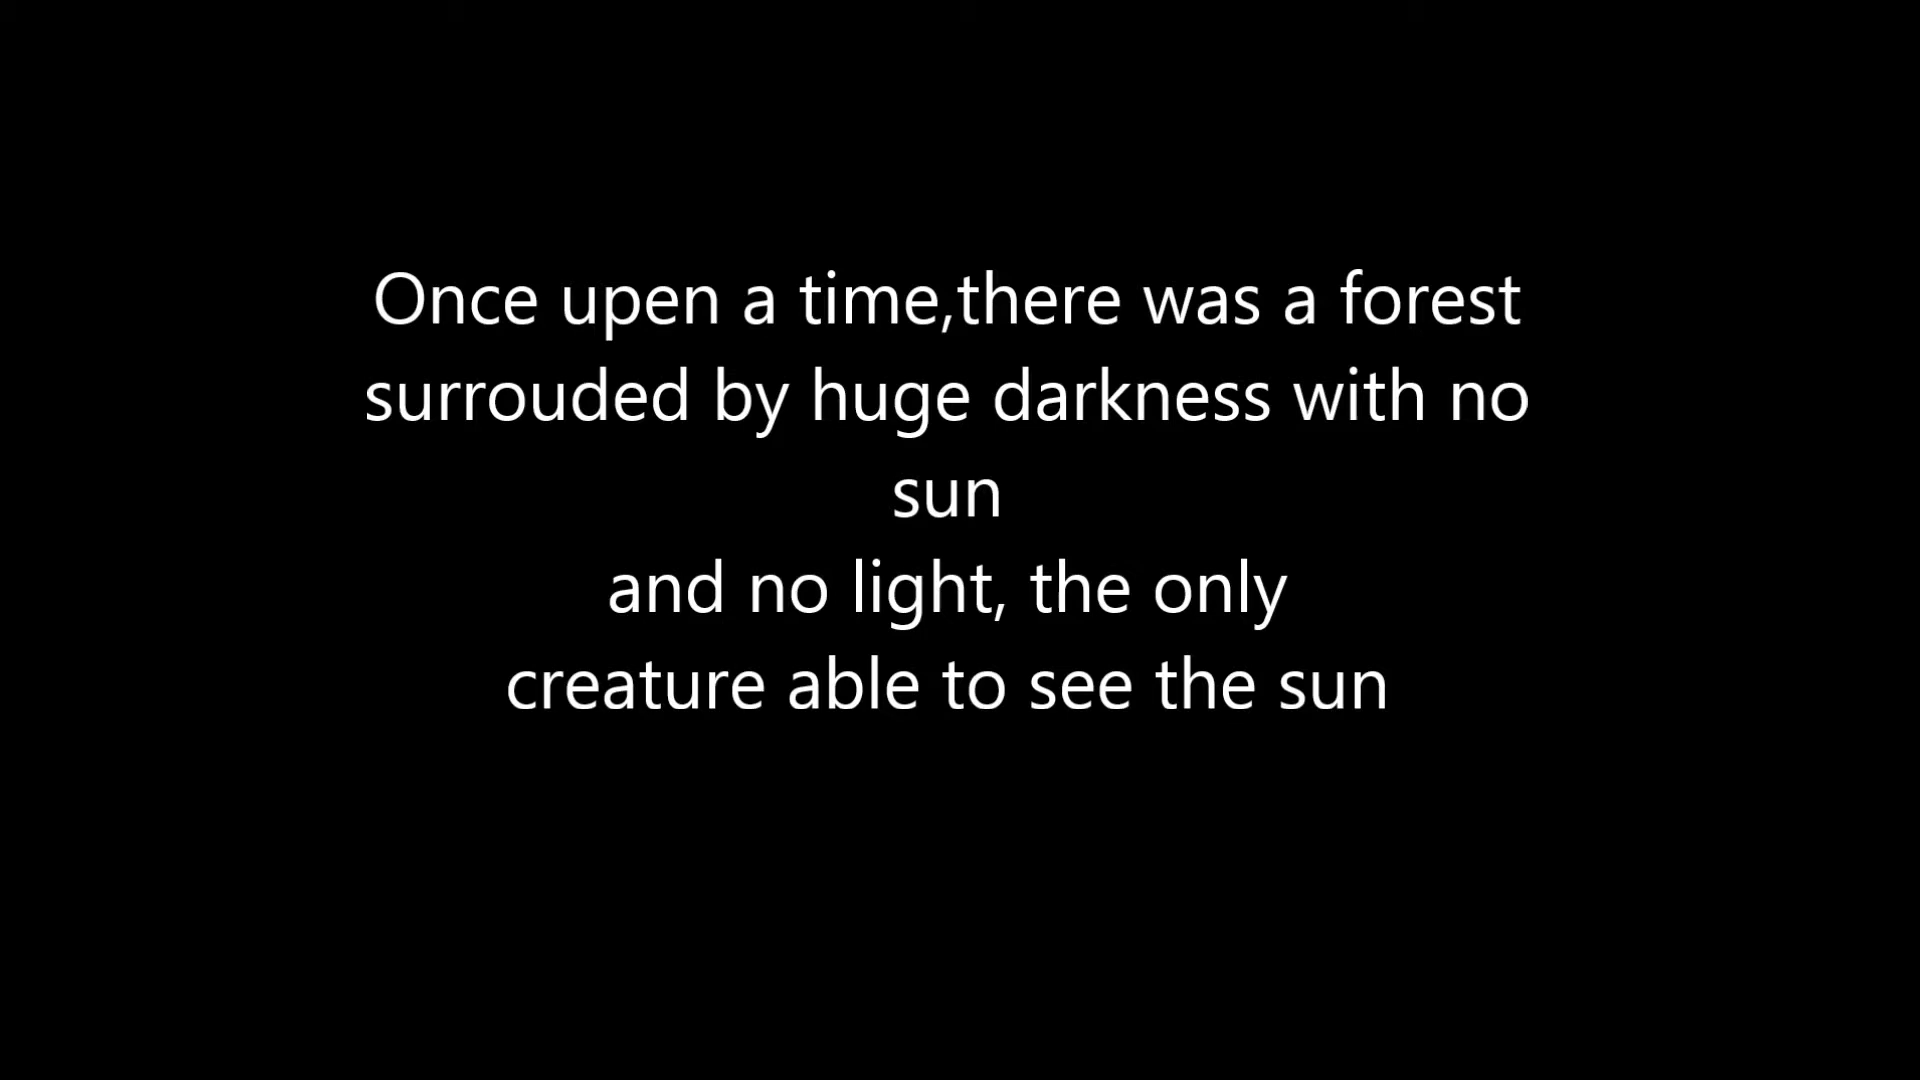 Once upen a time,there was a forest
surrouded by huge darkness with no
sun
and no light, the only
creature able to see the sun